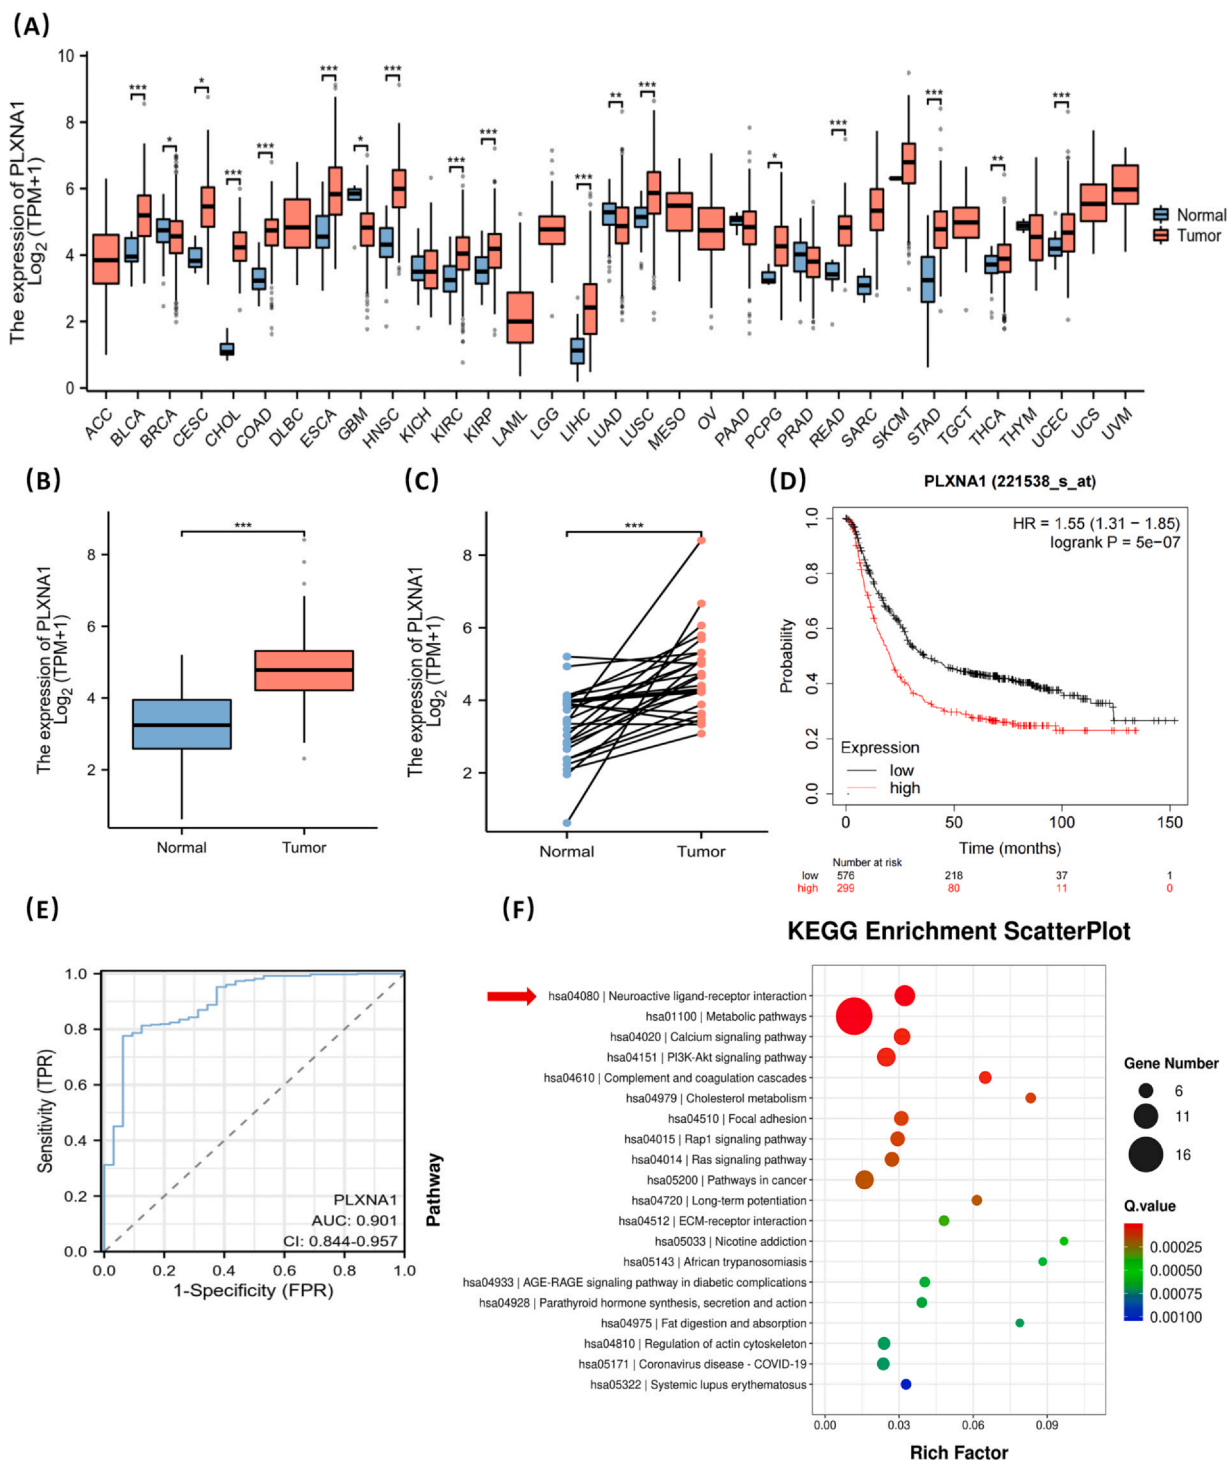 (A)
The expression of PLXNA1
Log2 (TPM+1)
10
8
6
4
2
0
***
*
*
***
***
***
*
***
***
***
***
**
***
*
***
***
**
***
Normal
Tumor
ACC
BLCA
BRCA
CESC
CHOL
COAD
DLBC
ESCA
GBM
HNSC
KICH
KIRC
KIRP
LAML
LGG
LIHC
LUAD
LUSC
MESO
OV
PAAD
PCPG
PRAD
READ
SARC
SKCM
STAD
TGCT
THCA
THYM
UCEC
UCS
UVM
(B)
The expression of PLXNA1
Log2 (TPM+1)
8
6
4
2
***
Normal
Tumor
(C)
The expression of PLXNA1
Log2 (TPM+1)
8
6
4
2
***
Normal
Tumor
(D)
PLXNA1 (221538_s_at)
HR = 1.55 (1.31 − 1.85)
logrank P = 5e−07
Probability
1.0
0.8
0.6
0.4
0.2
0.0
Expression
low
high
0
50
100
150
Time (months)
Number at risk
low 576 218 37 1
high 299 80 11 0
(E)
Sensitivity (TPR)
1.0
0.8
0.6
0.4
0.2
0.0
PLXNA1
AUC: 0.901
CI: 0.844-0.957
0.0 0.2 0.4 0.6 0.8 1.0
1-Specificity (FPR)
(F)
KEGG Enrichment ScatterPlot
Pathway
hsa04080 | Neuroactive ligand-receptor interaction
hsa01100 | Metabolic pathways
hsa04020 | Calcium signaling pathway
hsa04151 | PI3K-Akt signaling pathway
hsa04610 | Complement and coagulation cascades
hsa04979 | Cholesterol metabolism
hsa04510 | Focal adhesion
hsa04015 | Rap1 signaling pathway
hsa04014 | Ras signaling pathway
hsa05200 | Pathways in cancer
hsa04720 | Long-term potentiation
hsa04512 | ECM-receptor interaction
hsa05033 | Nicotine addiction
hsa05143 | African trypanosomiasis
hsa04933 | AGE-RAGE signaling pathway in diabetic complications
hsa04928 | Parathyroid hormone synthesis, secretion and action
hsa04975 | Fat digestion and absorption
hsa04810 | Regulation of actin cytoskeleton
hsa05171 | Coronavirus disease - COVID-19
hsa05322 | Systemic lupus erythematosus
0.00 0.03 0.06 0.09
Rich Factor
Gene Number
6
11
16
Q.value
0.00025
0.00050
0.00075
0.00100